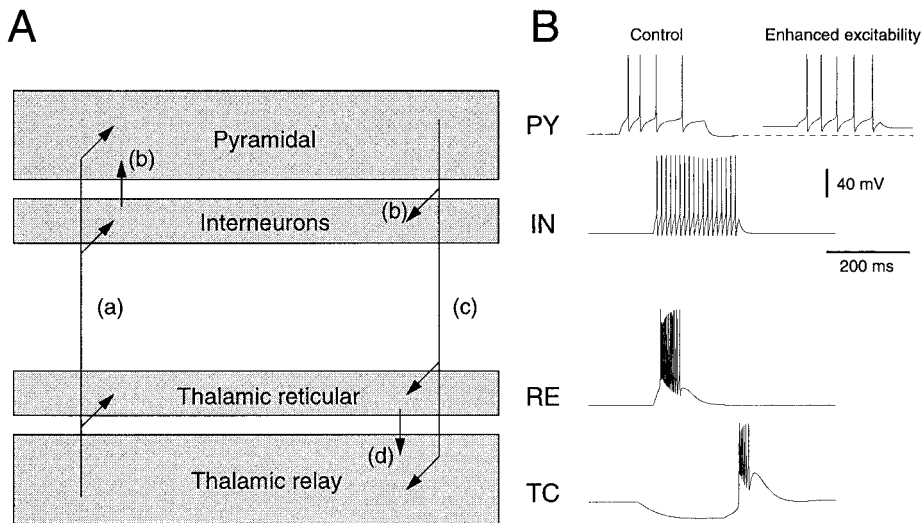 A
Pyramidal
(b)
(b)
Interneurons
(a)
(c)
Thalamic reticular
(d)
Thalamic relay
B
Control
Enhanced excitability
PY
40 mV
IN
200 ms
RE
TC